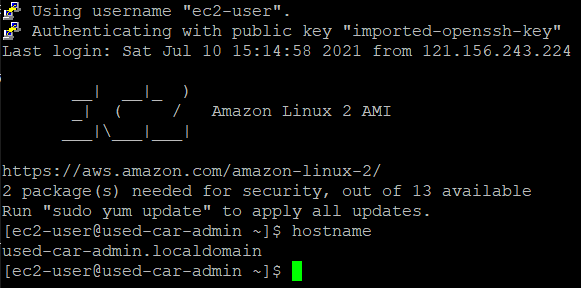 Using username "ec2-user".
Authenticating with public key "imported-openssh-key"
Last login: Sat Jul 10 15:14:58 2021 from 121.156.243.224
__|  __|_  )
_|  (     /   Amazon Linux 2 AMI
___|\___|___|
https://aws.amazon.com/amazon-linux-2/
2 package(s) needed for security, out of 13 available
Run "sudo yum update" to apply all updates.
[ec2-user@used-car-admin ~]$ hostname
used-car-admin.localdomain
[ec2-user@used-car-admin ~]$